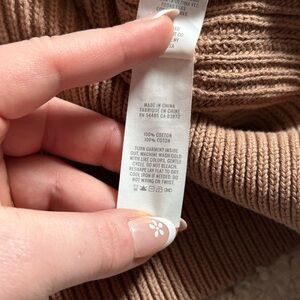 MADE IN CHINA
FABRIQUE EN CHINE
RN 54485 CA 03873
100% COTTON
100% COTON
TURN GARMENT INSIDE
OUT, MACHINE WASH COLD
WITH LIKE COLORS, GENTLE
CYCLE. DO NOT BLEACH.
RESHAPE LAY FLAT TO DRY.
COOL IRON IF NEEDED. DO
NOT WRING OR TWIST.